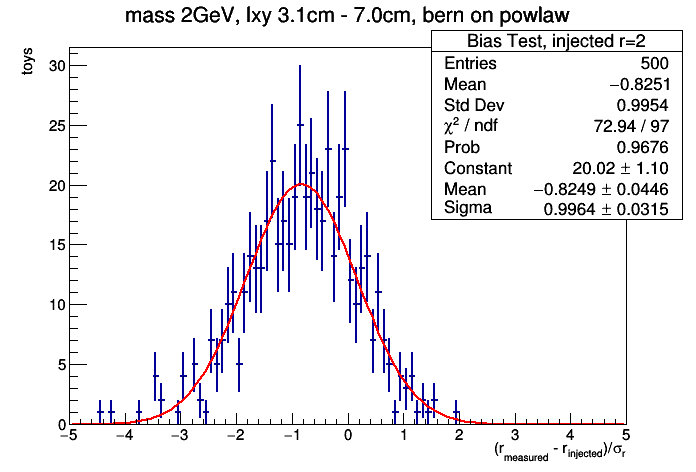 mass 2GeV, lxy 3.1cm - 7.0cm, bern on powlaw
Bias Test, injected r=2
Entries 500
Mean −0.8251
Std Dev 0.9954
χ² / ndf 72.94 / 97
Prob 0.9676
Constant 20.02 ± 1.10
Mean −0.8249 ± 0.0446
Sigma 0.9964 ± 0.0315
toys
30
25
20
15
10
5
0
−5 −4 −3 −2 −1 0 1 2 3 4 5
(r_measured - r_injected)/σ_r